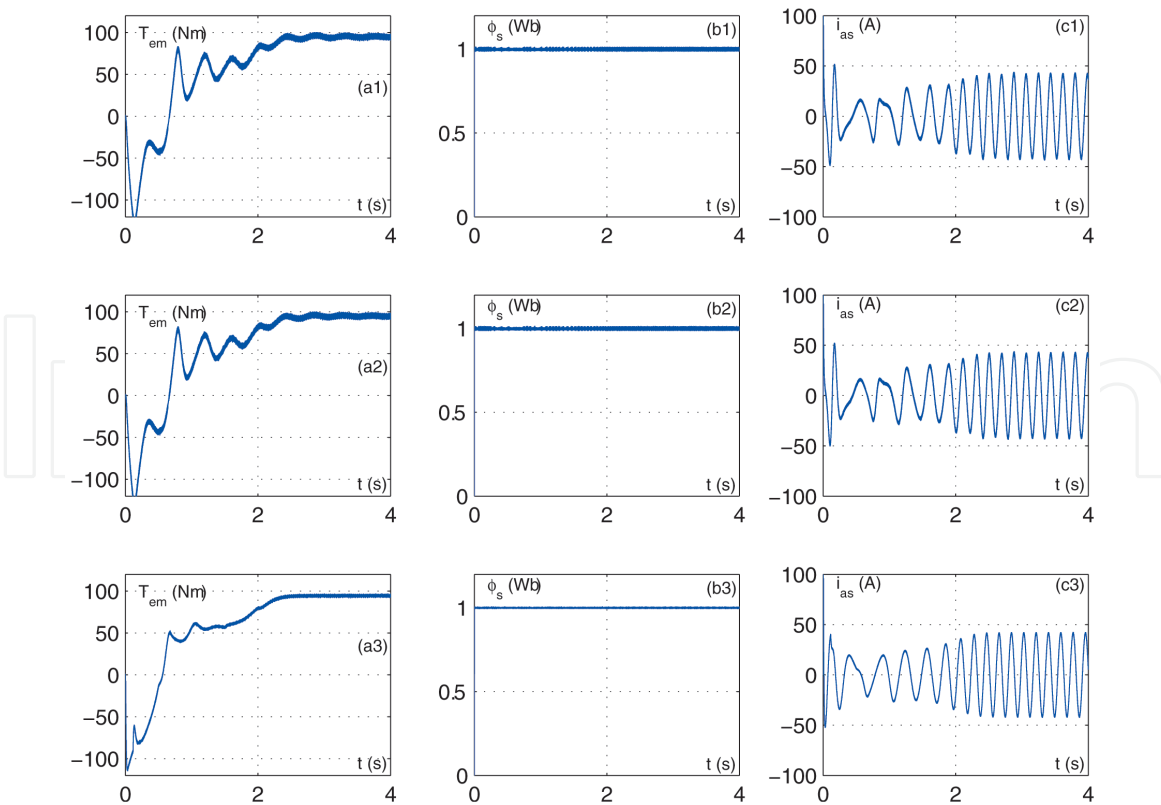 T_em (Nm)
(a1)
100
50
0
−50
−100
t (s)
0 2 4
ϕ_s (Wb)
(b1)
1
0.5
0
t (s)
0 2 4
i_as (A)
(c1)
100
50
0
−50
−100
t (s)
0 2 4
T_em (Nm)
(a2)
100
50
0
−50
−100
t (s)
0 2 4
ϕ_s (Wb)
(b2)
1
0.5
0
t (s)
0 2 4
i_as (A)
(c2)
100
50
0
−50
−100
t (s)
0 2 4
T_em (Nm)
(a3)
100
50
0
−50
−100
t (s)
0 2 4
ϕ_s (Wb)
(b3)
1
0.5
0
t (s)
0 2 4
i_as (A)
(c3)
100
50
0
−50
−100
t (s)
0 2 4